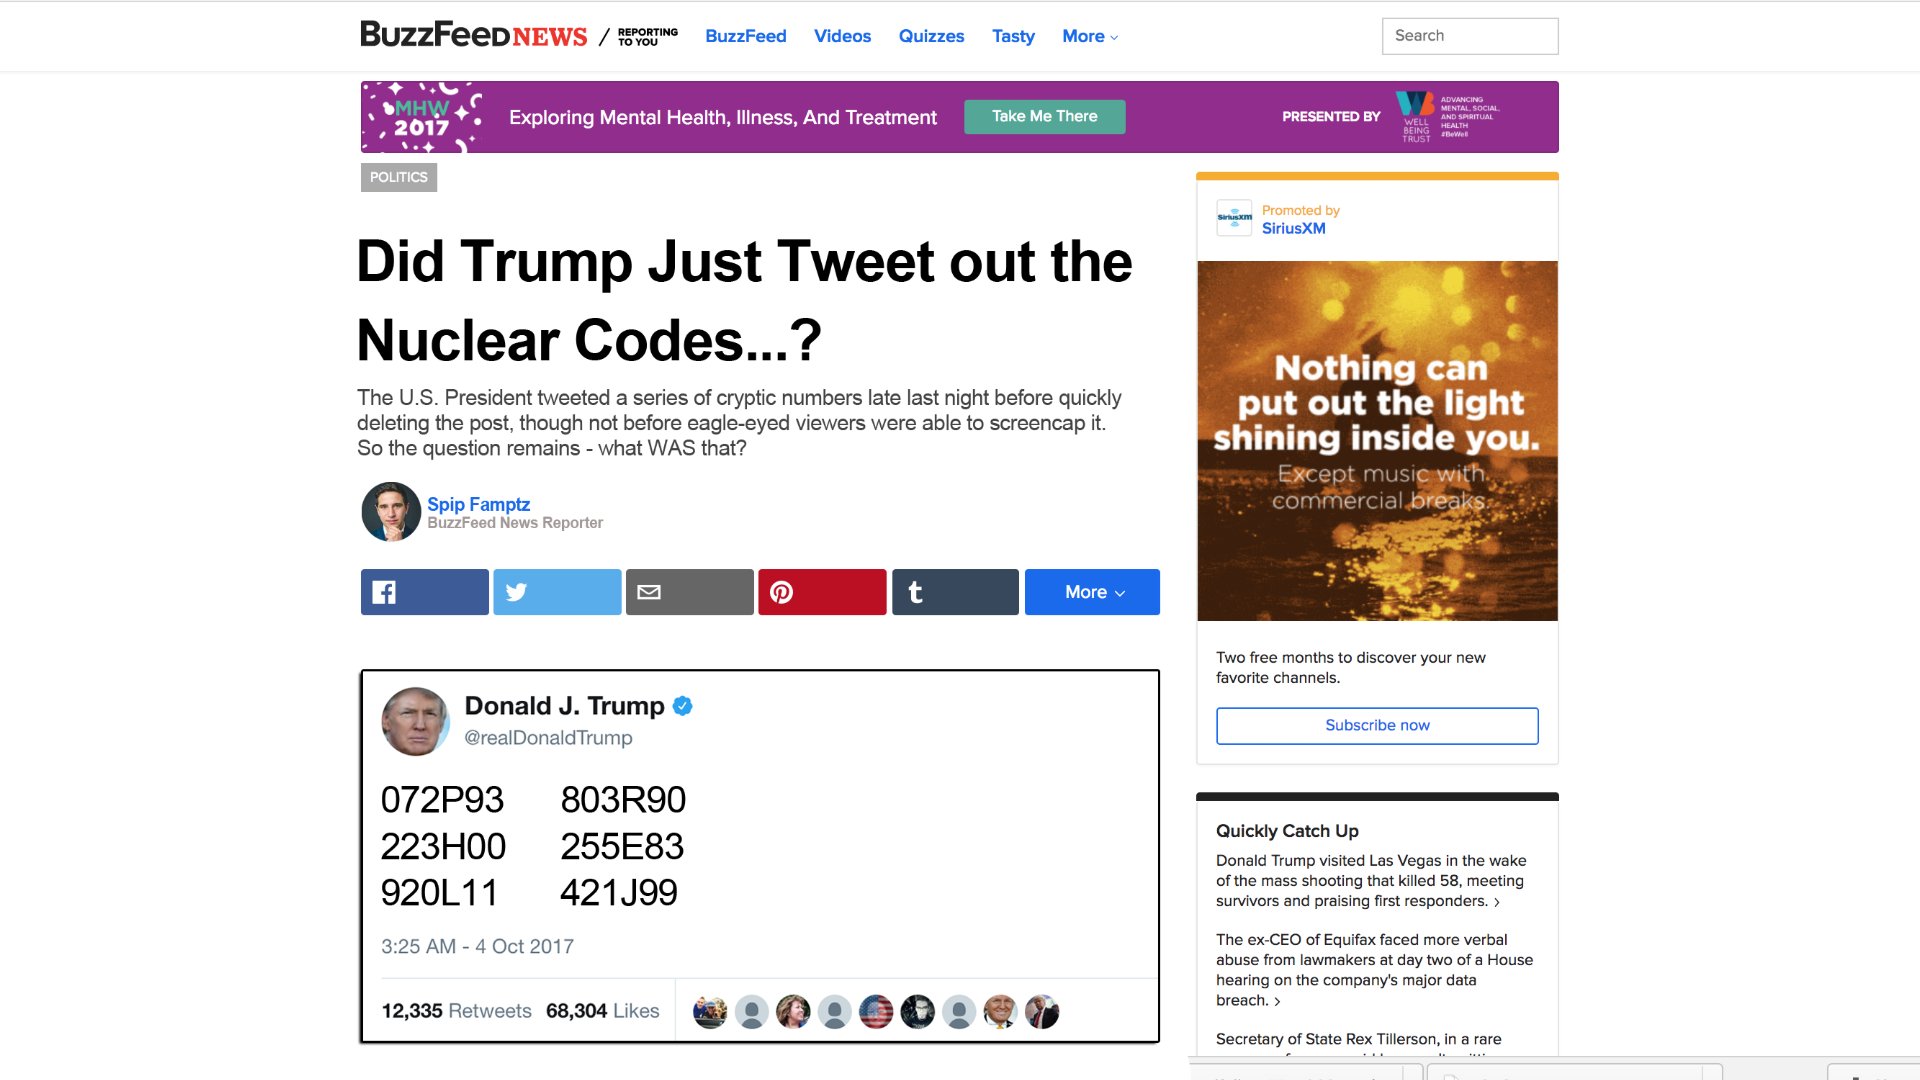 BuzzFeed NEWS / REPORTING TO YOU
BuzzFeed Videos Quizzes Tasty More
Search
MHW 2017
Exploring Mental Health, Illness, And Treatment
Take Me There
PRESENTED BY
WELL BEING TRUST
ADVANCING
MENTAL, SOCIAL,
AND SPIRITUAL
HEALTH
#BeWell
POLITICS
Did Trump Just Tweet out the
Nuclear Codes...?
The U.S. President tweeted a series of cryptic numbers late last night before quickly
deleting the post, though not before eagle-eyed viewers were able to screencap it.
So the question remains - what WAS that?
Spip Famptz
BuzzFeed News Reporter
More
Donald J. Trump
@realDonaldTrump
072P93 803R90
223H00 255E83
920L11 421J99
3:25 AM - 4 Oct 2017
12,335 Retweets 68,304 Likes
SiriusXM
Promoted by
SiriusXM
Nothing can
put out the light
shining inside you.
Except music with
commercial breaks.
Two free months to discover your new
favorite channels.
Subscribe now
Quickly Catch Up
Donald Trump visited Las Vegas in the wake
of the mass shooting that killed 58, meeting
survivors and praising first responders. ›
The ex-CEO of Equifax faced more verbal
abuse from lawmakers at day two of a House
hearing on the company's major data
breach. ›
Secretary of State Rex Tillerson, in a rare